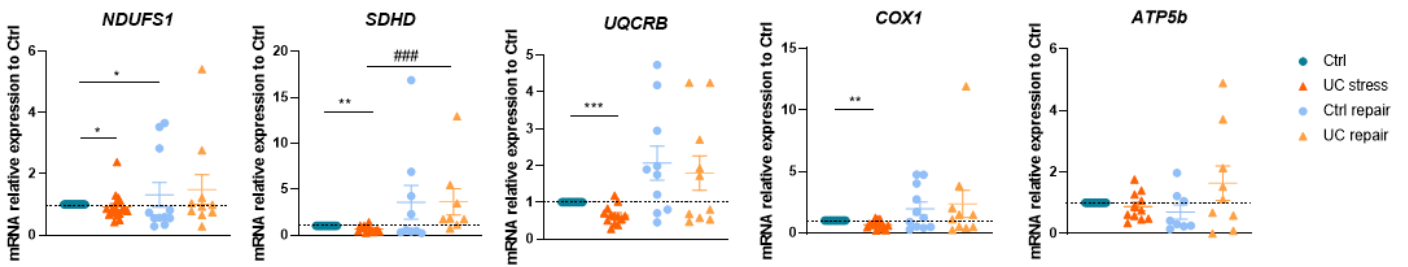 NDUFS1
SDHD
UQCRB
COX1
ATP5b
mRNA relative expression to Ctrl
6
4
2
0
*
*
mRNA relative expression to Ctrl
20
15
10
5
0
**
###
mRNA relative expression to Ctrl
5
4
3
2
1
0
***
mRNA relative expression to Ctrl
15
10
5
0
**
mRNA relative expression to Ctrl
6
4
2
0
Ctrl
UC stress
Ctrl repair
UC repair